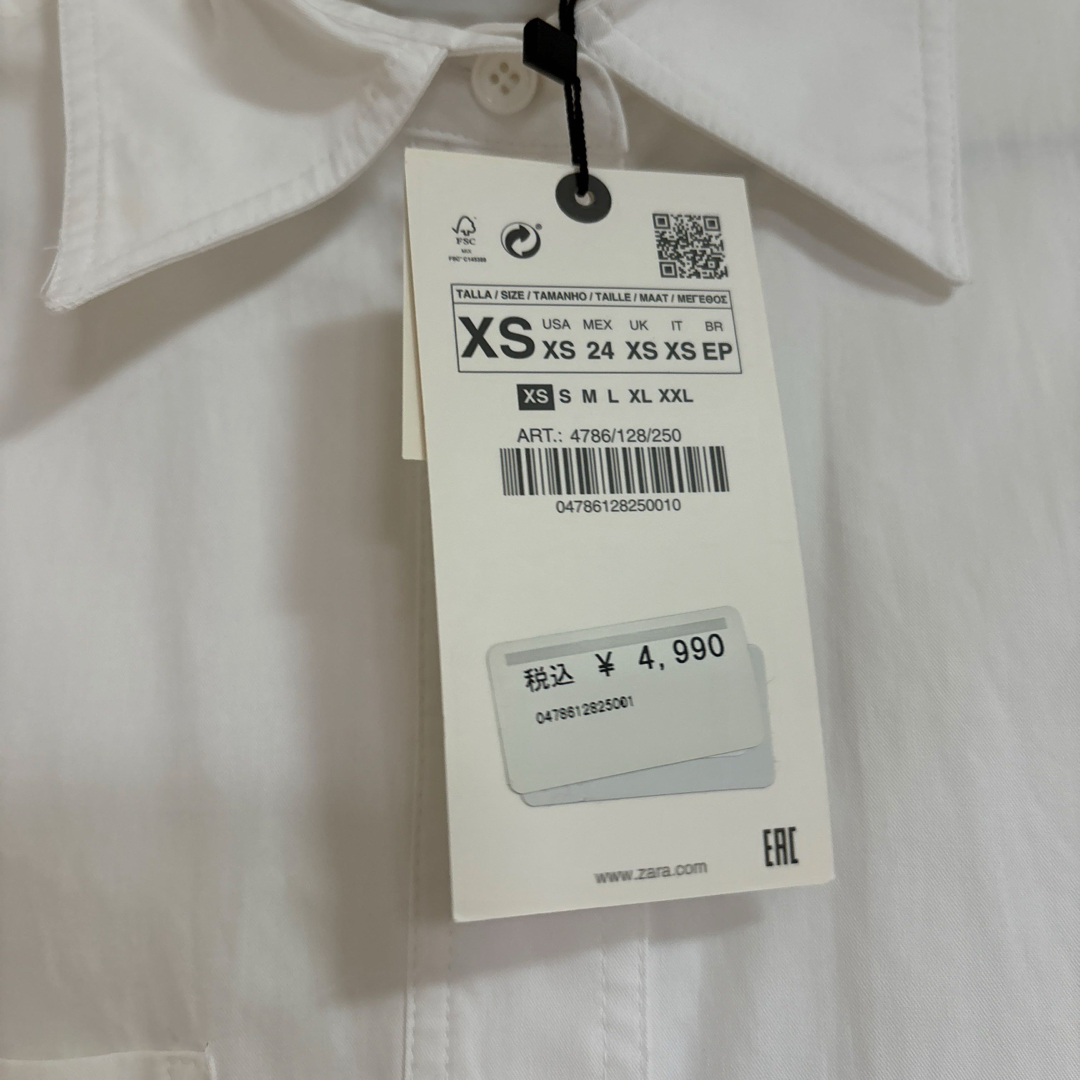 FSC
MIX
TALLA / SIZE / TAMANHO / TAILLE / MAAT / ΜΕΓΕΘΟΣ
XS
USA MEX UK IT BR
XS 24 XS XS EP
XS S M L XL XXL
ART.: 4786/128/250
04786128250010
税込 ¥ 4,990
0478612825001
EAC
www.zara.com